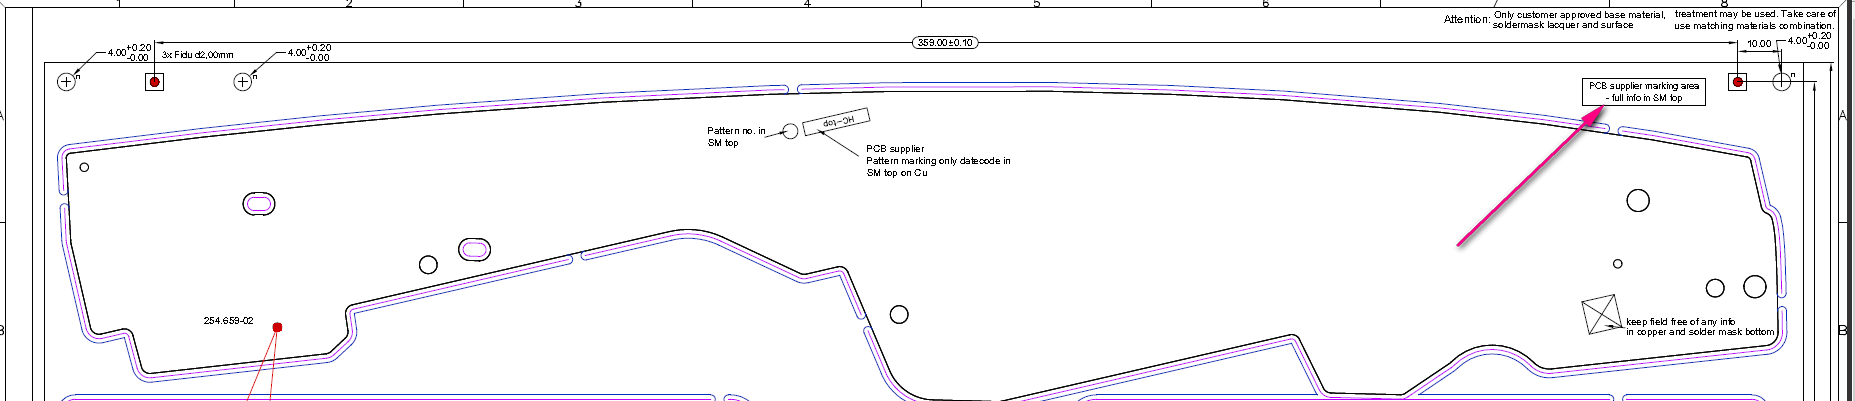 1 2 3 4 5 6 7 8
Attention: Only customer approved base material, treatment may be used. Take care of
soldermask lacquer and surface use matching materials combination.
359.00±0.10
4.00+0.20
-0.00
3x Fidu d2,00mm
4.00+0.20
-0.00
10.00
4.00+0.20
-0.00
n
n
n
PCB supplier marking area
- full info in SM top
A
A
Pattern no. in
SM top
HC-top
PCB supplier
Pattern marking only datecode in
SM top on Cu
254.659-02
keep field free of any info
in copper and solder mask bottom
B
B